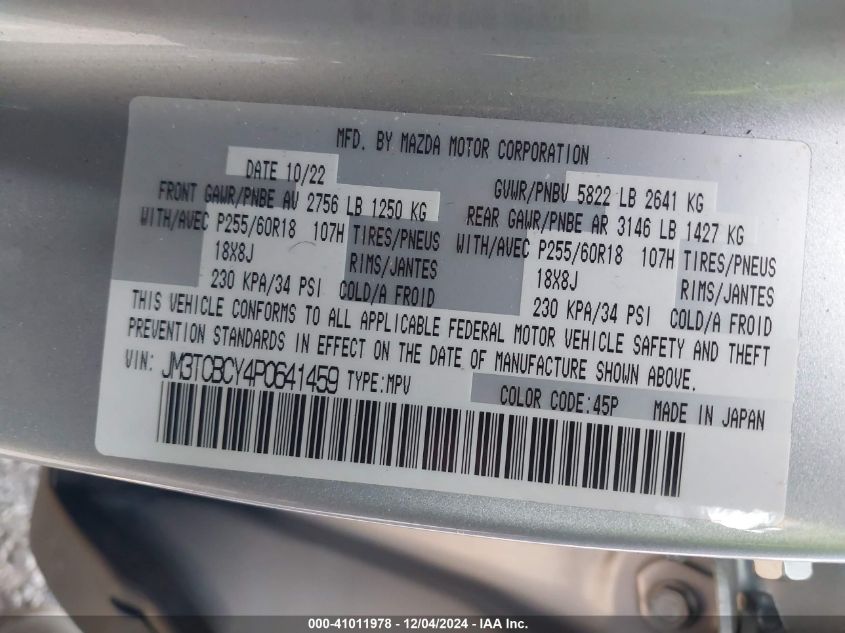 MFD. BY MAZDA MOTOR CORPORATION
DATE 10/22 GVWR/PNBV 5822 LB 2641 KG
FRONT GAWR/PNBE AV 2756 LB 1250 KG REAR GAWR/PNBE AR 3146 LB 1427 KG
WITH/AVEC P255/60R18 107H TIRES/PNEUS WITH/AVEC P255/60R18 107H TIRES/PNEUS
18X8J RIMS/JANTES 18X8J RIMS/JANTES
230 KPA/34 PSI COLD/A FROID 230 KPA/34 PSI COLD/A FROID
THIS VEHICLE CONFORMS TO ALL APPLICABLE FEDERAL MOTOR VEHICLE SAFETY AND THEFT
PREVENTION STANDARDS IN EFFECT ON THE DATE OF MANUFACTURE SHOWN ABOVE.
VIN: JM3TCBCY4P0641459 TYPE:MPV
COLOR CODE:45P MADE IN JAPAN
000-41011978 - 12/04/2024 - IAA Inc.